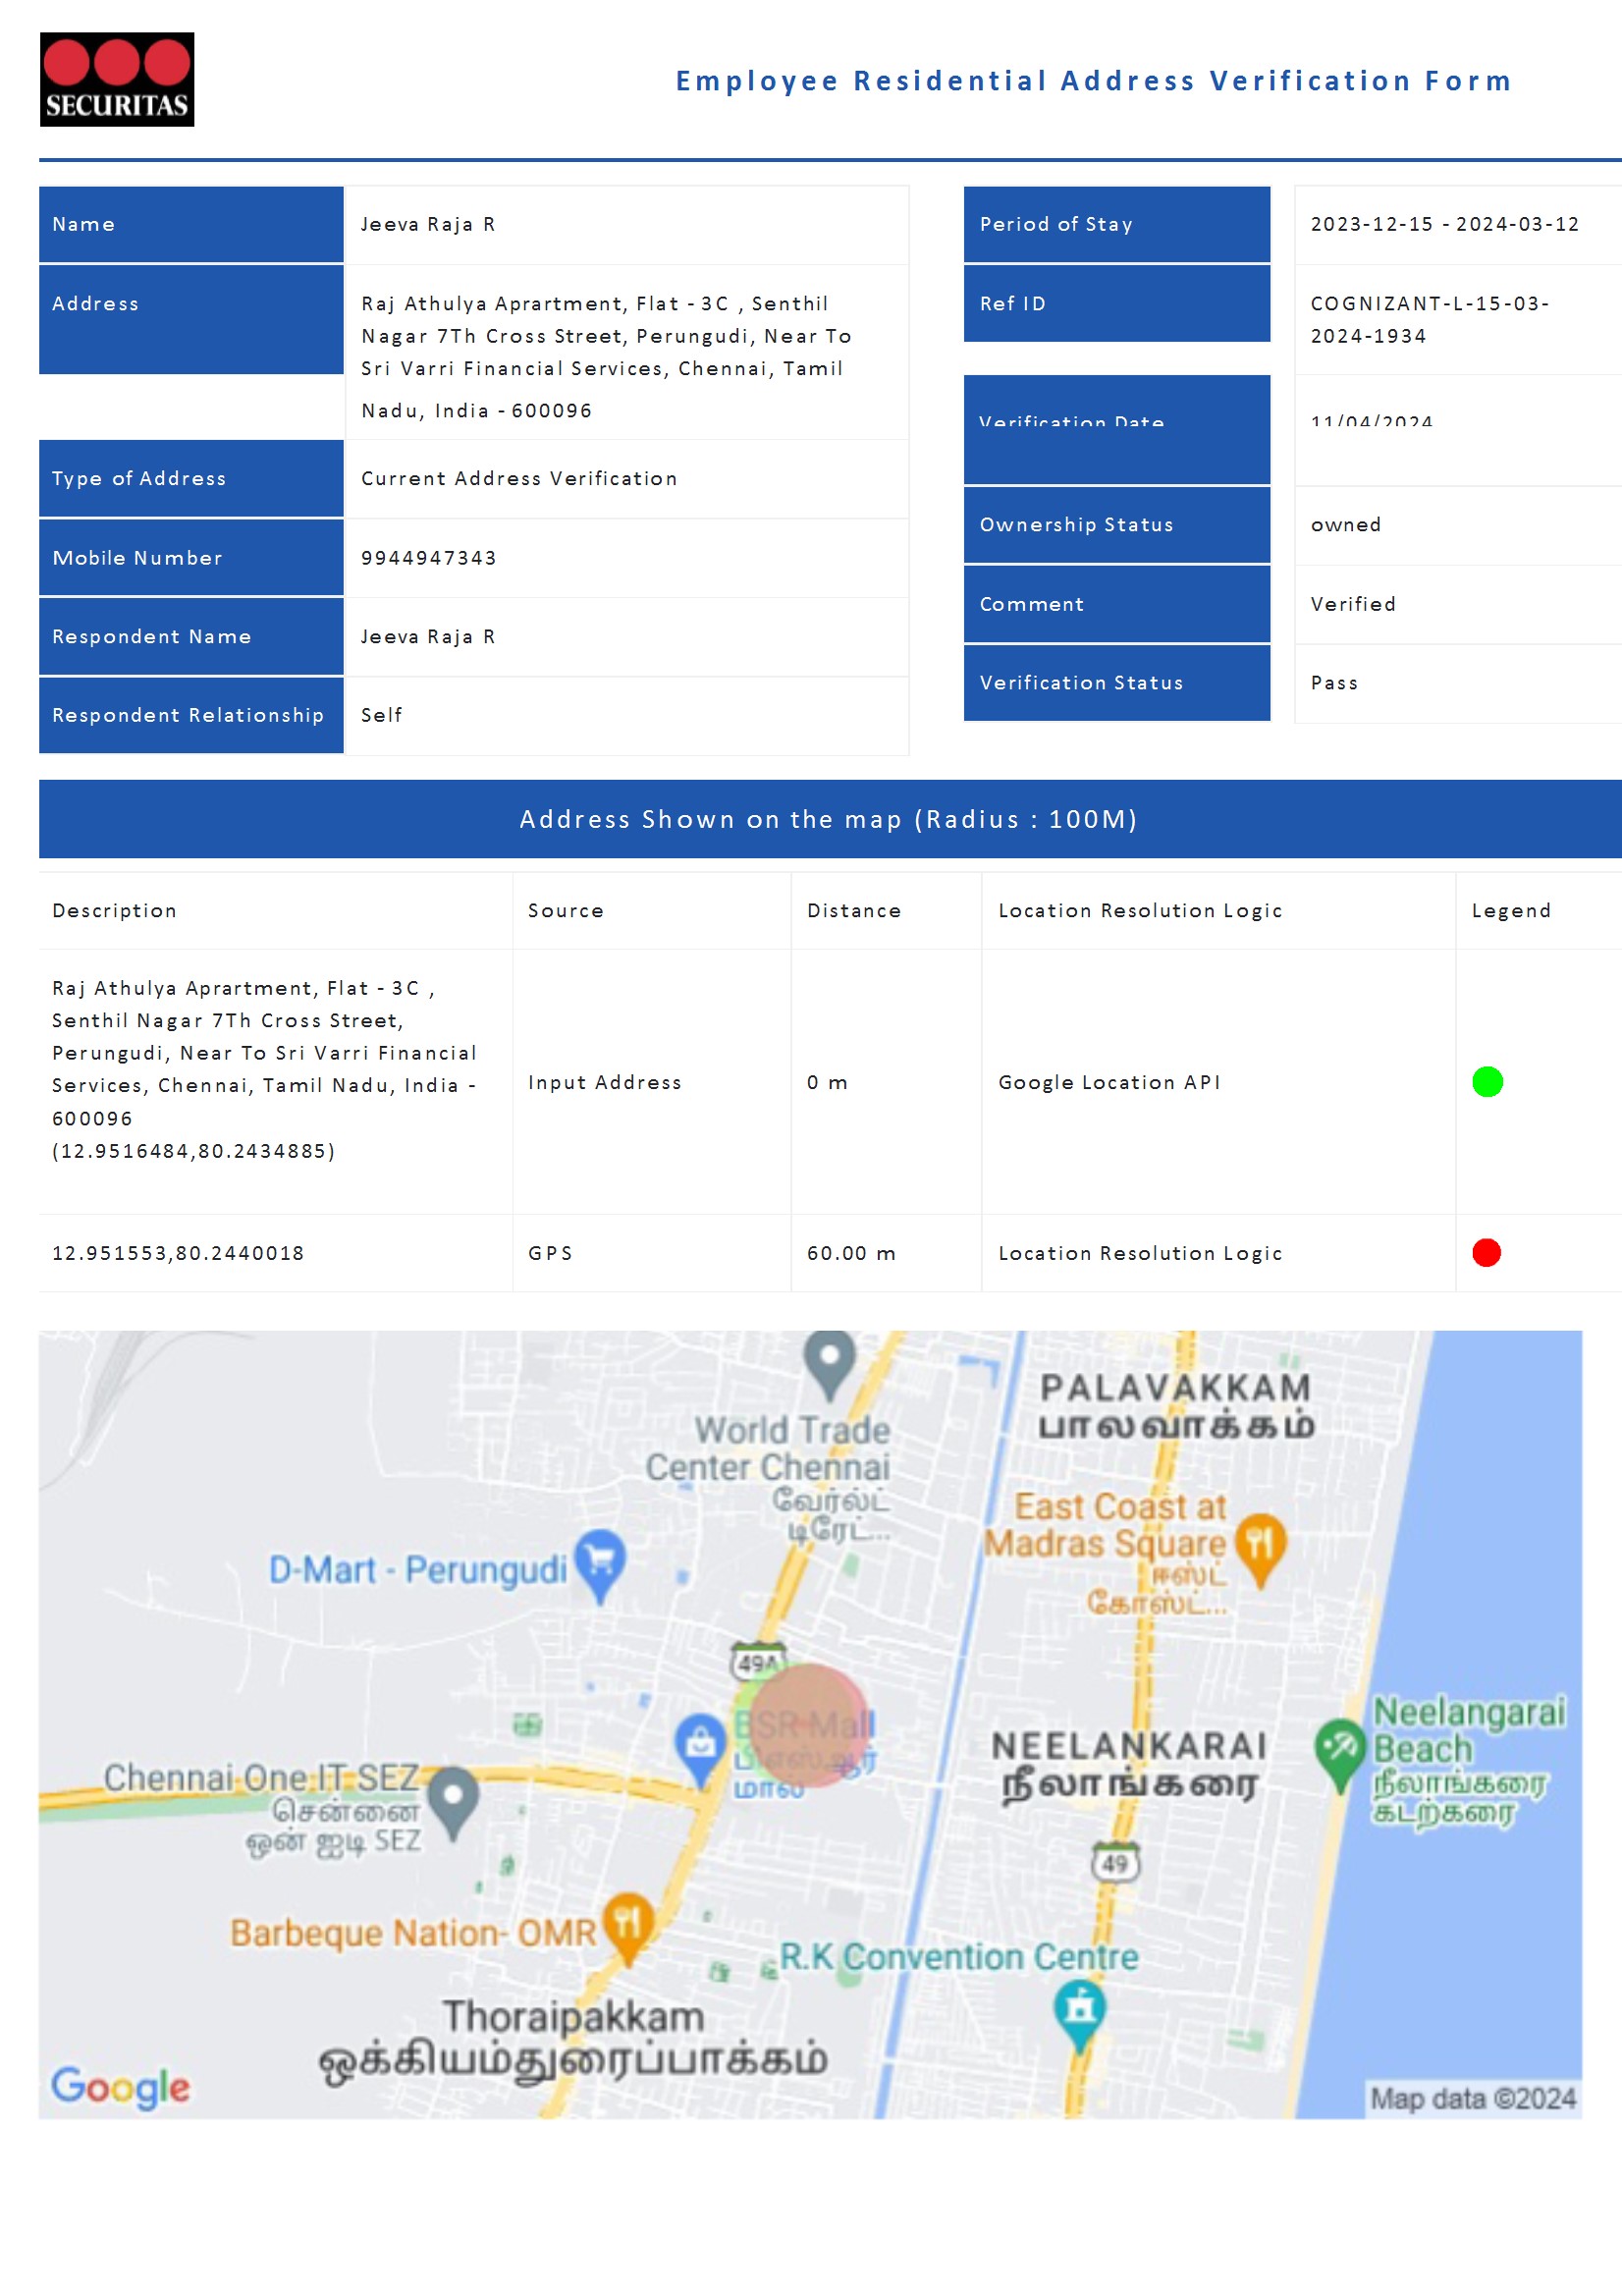 SECURITAS
Employee Residential Address Verification Form
Name
Jeeva Raja R
Address
Raj Athulya Aprartment, Flat - 3C , Senthil
Nagar 7Th Cross Street, Perungudi, Near To
Sri Varri Financial Services, Chennai, Tamil
Nadu, India - 600096
Type of Address
Current Address Verification
Mobile Number
9944947343
Respondent Name
Jeeva Raja R
Respondent Relationship
Self
Period of Stay
2023-12-15 - 2024-03-12
Ref ID
COGNIZANT-L-15-03-
2024-1934
Verification Date
11/04/2024
Ownership Status
owned
Comment
Verified
Verification Status
Pass
Address Shown on the map (Radius : 100M)
Description
Source
Distance
Location Resolution Logic
Legend
Raj Athulya Aprartment, Flat - 3C ,
Senthil Nagar 7Th Cross Street,
Perungudi, Near To Sri Varri Financial
Services, Chennai, Tamil Nadu, India -
600096
(12.9516484,80.2434885)
Input Address
0 m
Google Location API
12.951553,80.2440018
GPS
60.00 m
Location Resolution Logic
PALAVAKKAM
பாலவாக்கம்
World Trade
Center Chennai
வேர்ல்ட்
டிரேட்...
East Coast at
Madras Square
ஈஸ்ட்
கோஸ்ட்...
D-Mart - Perungudi
49A
BSR Mall
பிஎஸ்ஆர்
மால்
NEELANKARAI
நீலாங்கரை
Neelangarai
Beach
நீலாங்கரை
கடற்கரை
Chennai One IT SEZ
சென்னை
ஒன் ஐடி SEZ
49
Barbeque Nation- OMR
R.K Convention Centre
Thoraipakkam
ஒக்கியம்துரைப்பாக்கம்
Google
Map data ©2024